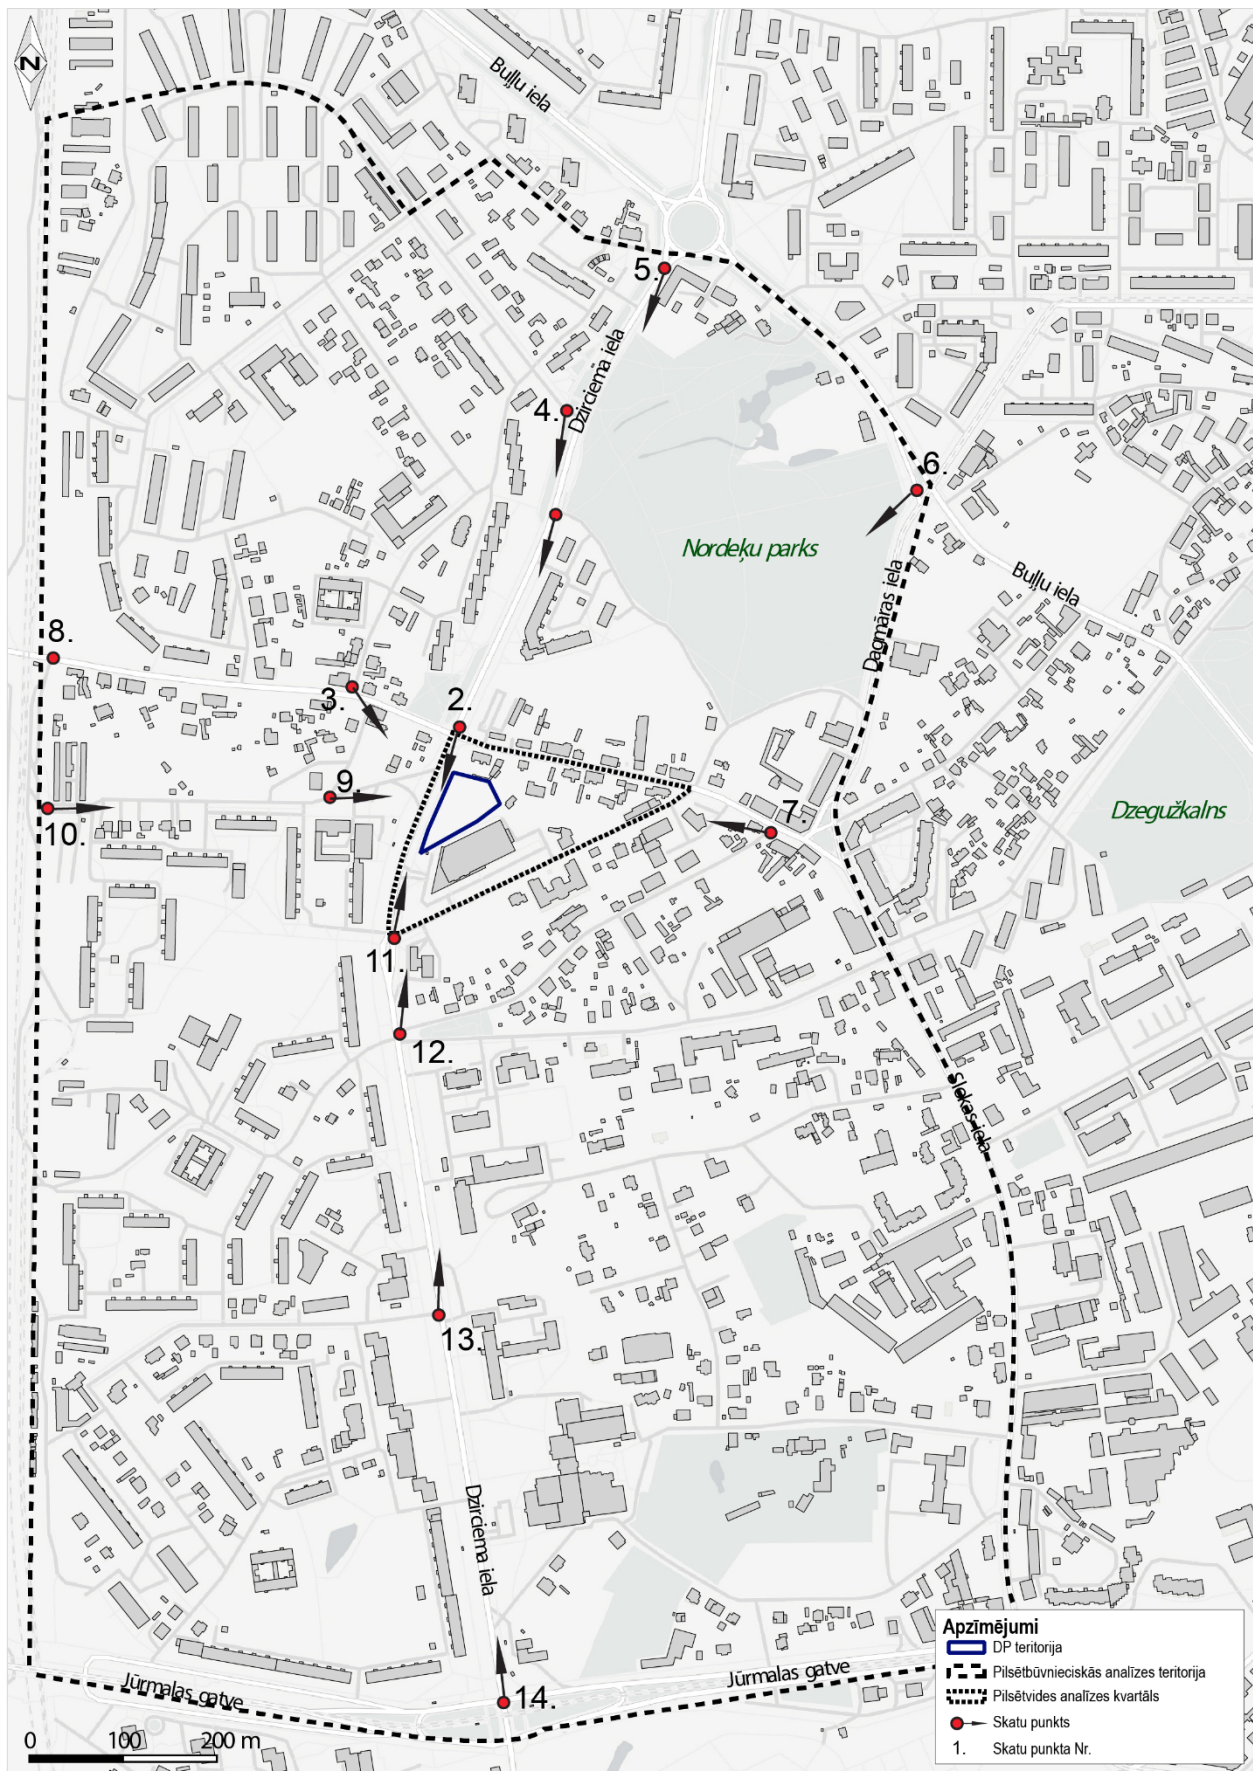 N
Buļļu iela
5.
Dzirciema iela
4.
6.
Nordeķu parks
Buļļu iela
Dagmāras iela
8.
3.
2.
9.
10.
7.
Dzegužkalns
11.
12.
Slokas iela
13.
Dzirciema iela
Jūrmalas gatve
Jūrmalas gatve
14.
0 100 200 m
Apzīmējumi
DP teritorija
Pilsētbūvnieciskās analīzes teritorija
Pilsētvides analīzes kvartāls
Skatu punkts
1. Skatu punkta Nr.